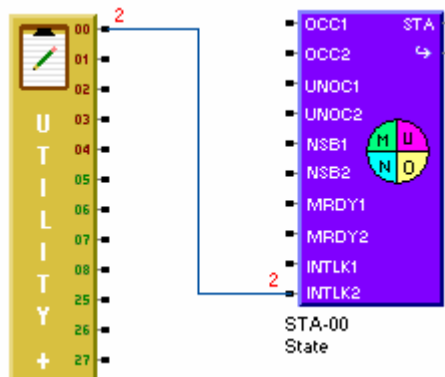 2
00
01
02
03
04
05
06
07
08
25
26
27
UTILITY +
OCC1 STA
OCC2
UNOC1
UNOC2
NSB1
NSB2
MRDY1
MRDY2
INTLK1
2 INTLK2
M U
N O
STA-00
State